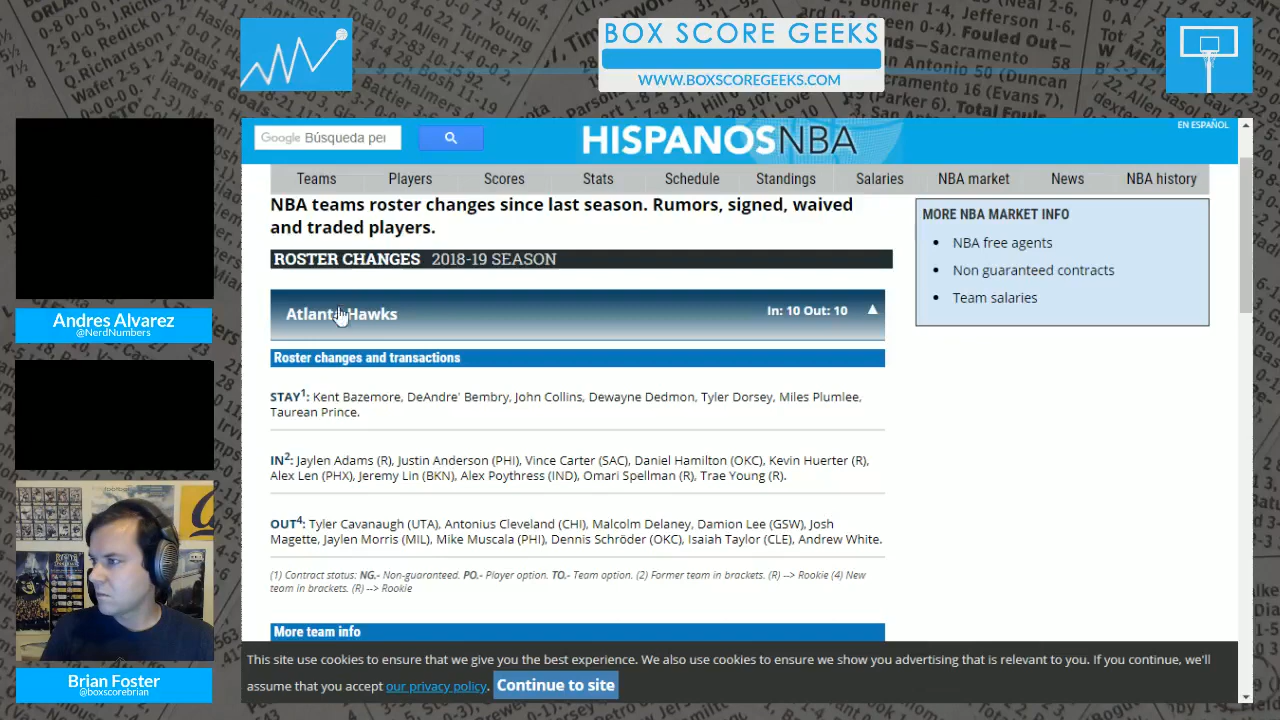 BOX SCORE GEEKS
WWW.BOXSCOREGEEKS.COM
Google Búsqueda per
HISPANOSNBA
EN ESPAÑOL
Teams Players Scores Stats Schedule Standings Salaries NBA market News NBA history
NBA teams roster changes since last season. Rumors, signed, waived
and traded players.
ROSTER CHANGES 2018-19 SEASON
Atlanta Hawks In: 10 Out: 10 ▲
Roster changes and transactions
STAY1: Kent Bazemore, DeAndre' Bembry, John Collins, Dewayne Dedmon, Tyler Dorsey, Miles Plumlee,
Taurean Prince.
IN2: Jaylen Adams (R), Justin Anderson (PHI), Vince Carter (SAC), Daniel Hamilton (OKC), Kevin Huerter (R),
Alex Len (PHX), Jeremy Lin (BKN), Alex Poythress (IND), Omari Spellman (R), Trae Young (R).
OUT4: Tyler Cavanaugh (UTA), Antonius Cleveland (CHI), Malcolm Delaney, Damion Lee (GSW), Josh
Magette, Jaylen Morris (MIL), Mike Muscala (PHI), Dennis Schröder (OKC), Isaiah Taylor (CLE), Andrew White.
(1) Contract status: NG.- Non-guaranteed. PO.- Player option. TO.- Team option. (2) Former team in brackets. (R) --> Rookie (4) New
team in brackets. (R) --> Rookie
More team info
MORE NBA MARKET INFO
• NBA free agents
• Non guaranteed contracts
• Team salaries
This site use cookies to ensure that we give you the best experience. We also use cookies to ensure we show you advertising that is relevant to you. If you continue, we'll
assume that you accept our privacy policy. Continue to site
Andres Alvarez
@NerdNumbers
Brian Foster
@boxscorebrian